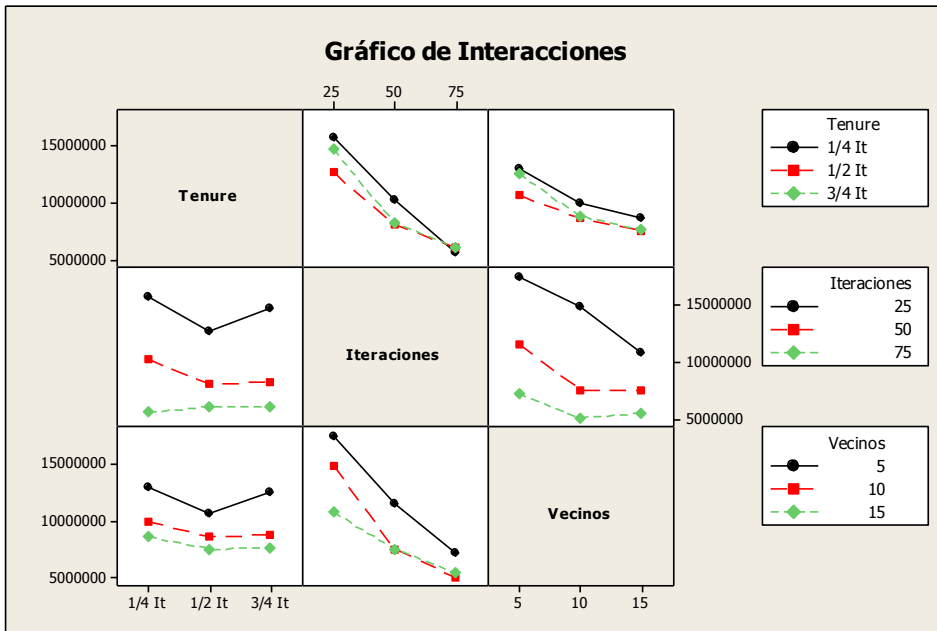 Gráfico de Interacciones
25 50 75
15000000
10000000
5000000
Tenure
Tenure
1/4 It
1/2 It
3/4 It
Iteraciones
15000000
10000000
5000000
Iteraciones
25
50
75
15000000
10000000
5000000
Vecinos
Vecinos
5
10
15
1/4 It 1/2 It 3/4 It
5 10 15